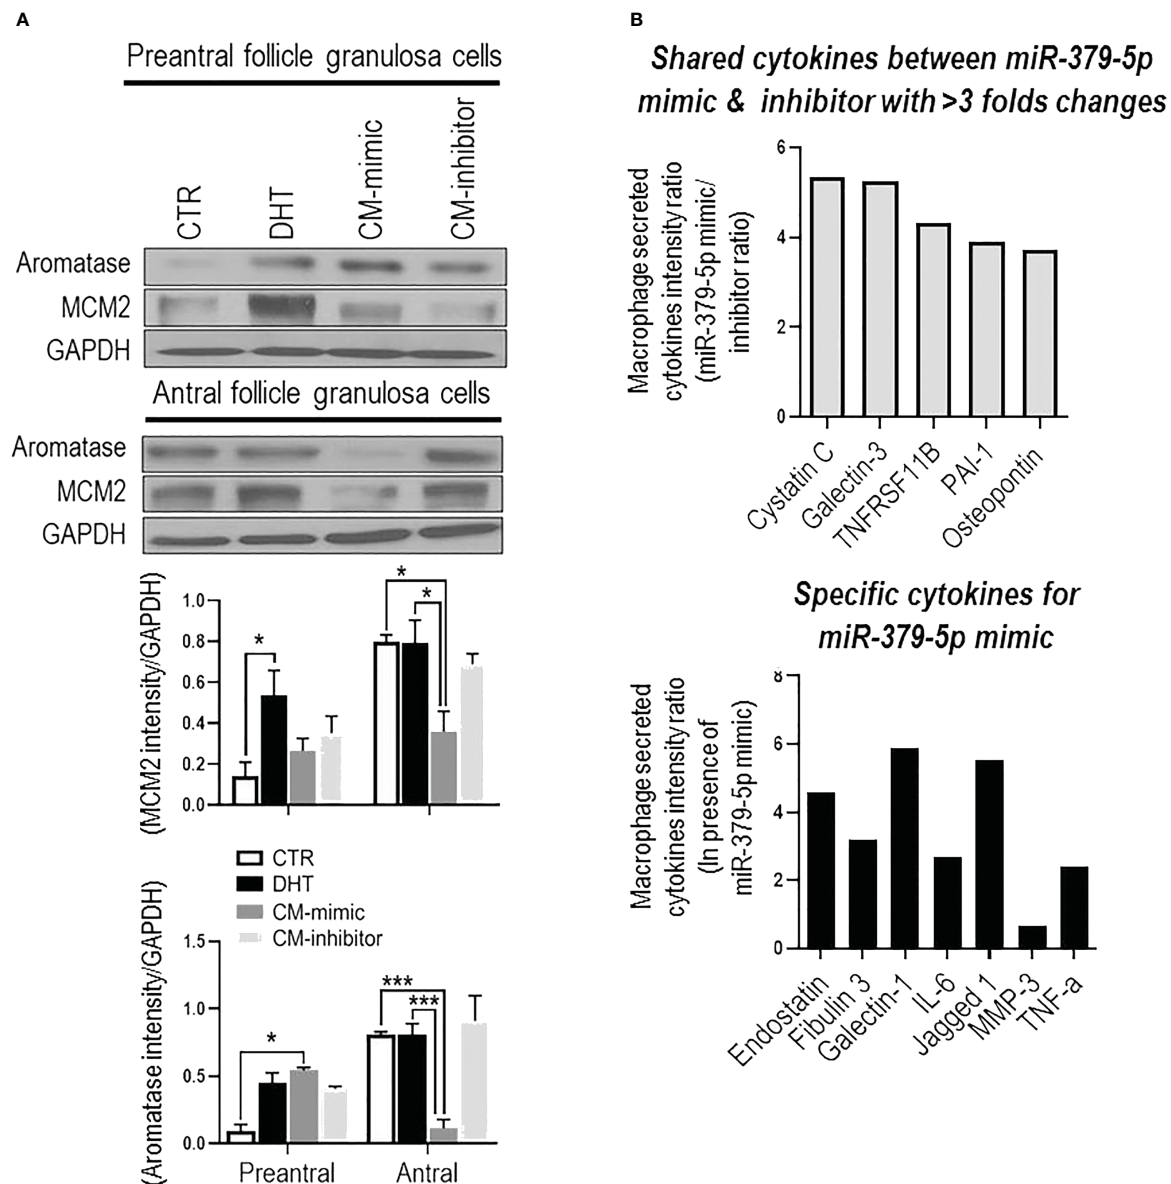 A
Preantral follicle granulosa cells
CTR
DHT
CM-mimic
CM-inhibitor
Aromatase
MCM2
GAPDH
Antral follicle granulosa cells
Aromatase
MCM2
GAPDH
(MCM2 intensity/GAPDH)
1.0
0.8
0.6
0.4
0.2
0.0
*
*
*
CTR
DHT
CM-mimic
CM-inhibitor
(Aromatase intensity/GAPDH)
1.5
1.0
0.5
0.0
*
***
***
Preantral
Antral
B
Shared cytokines between miR-379-5p
mimic & inhibitor with >3 folds changes
Macrophage secreted
cytokines intensity ratio
(miR-379-5p mimic/
inhibitor ratio)
6
4
2
0
Cystatin C
Galectin-3
TNFRSF11B
PAI-1
Osteopontin
Specific cytokines for
miR-379-5p mimic
Macrophage secreted
cytokines intensity ratio
(In presence of
miR-379-5p mimic)
8
6
4
2
0
Endostatin
Fibulin 3
Galectin-1
IL-6
Jagged 1
MMP-3
TNF-a